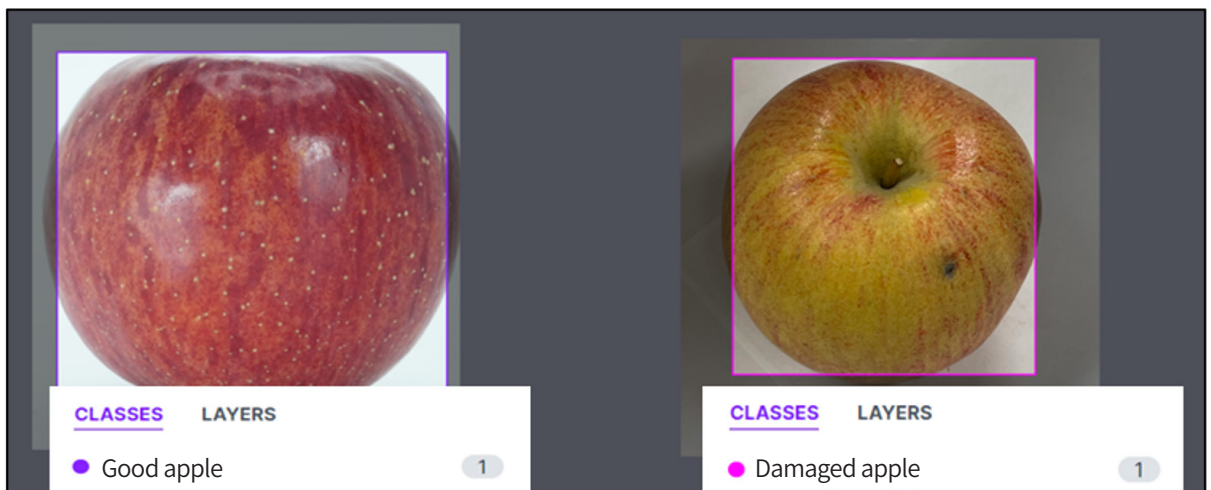 CLASSES LAYERS
Good apple 1
CLASSES LAYERS
Damaged apple 1